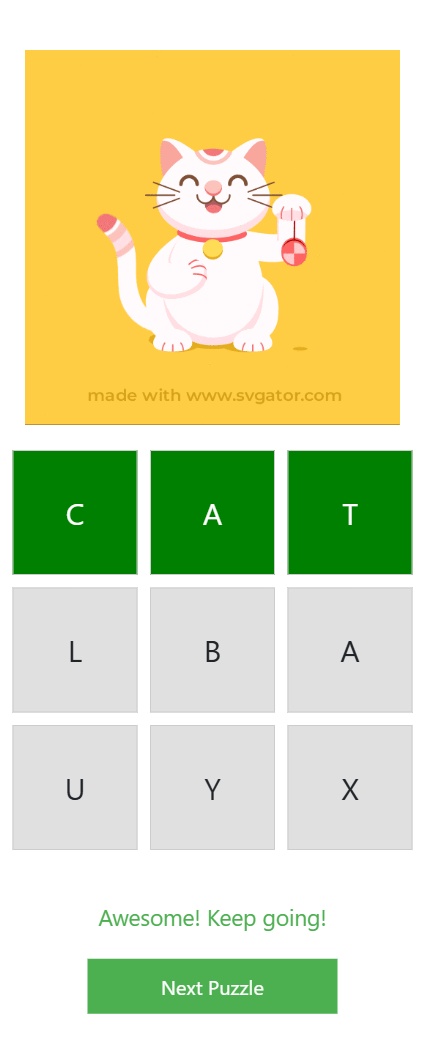 made with www.svgator.com
C A T
L B A
U Y X
Awesome! Keep going!
Next Puzzle